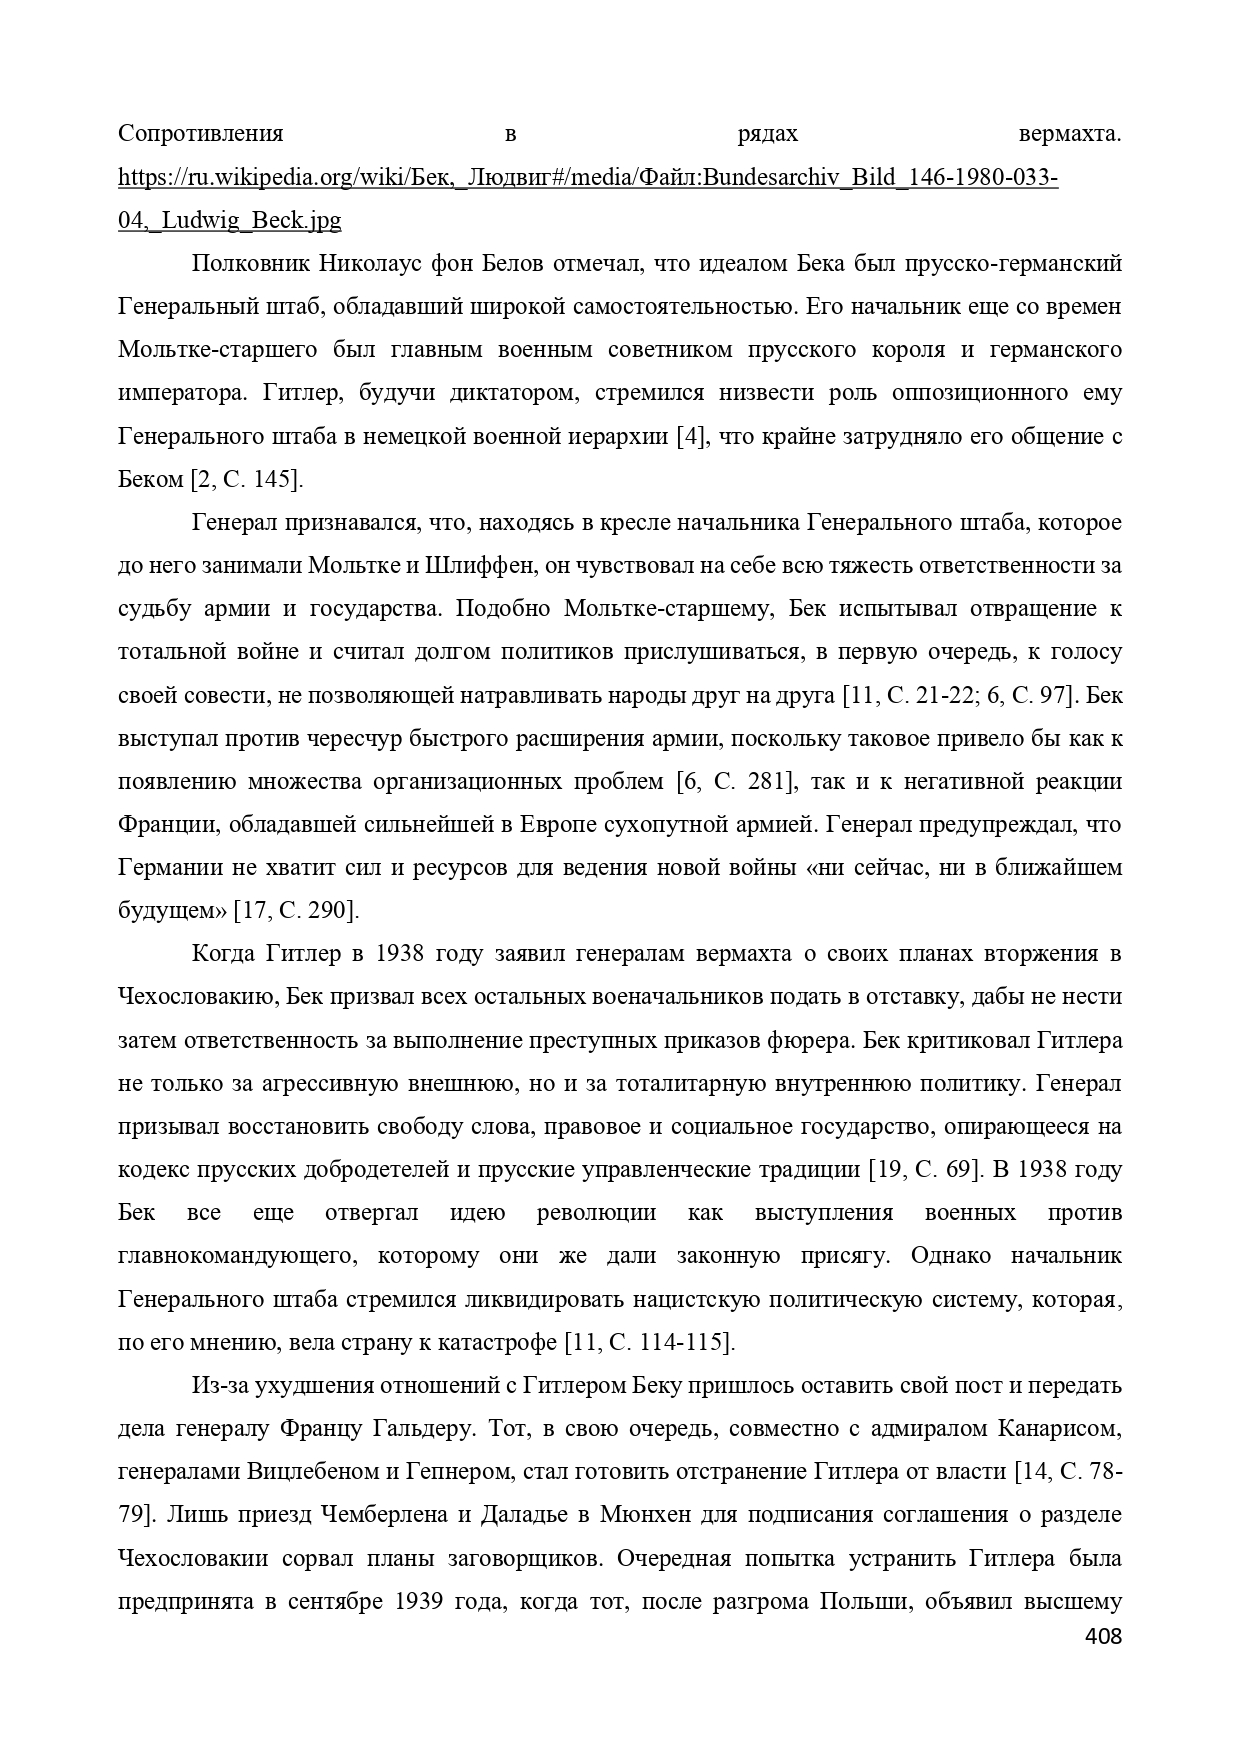 Сопротивления в рядах вермахта.
https://ru.wikipedia.org/wiki/Бек,_Людвиг#/media/Файл:Bundesarchiv_Bild_146-1980-033-
04,_Ludwig_Beck.jpg
Полковник Николаус фон Белов отмечал, что идеалом Бека был прусско-германский
Генеральный штаб, обладавший широкой самостоятельностью. Его начальник еще со времен
Мольтке-старшего был главным военным советником прусского короля и германского
императора. Гитлер, будучи диктатором, стремился низвести роль оппозиционного ему
Генерального штаба в немецкой военной иерархии [4], что крайне затрудняло его общение с
Беком [2, С. 145].
Генерал признавался, что, находясь в кресле начальника Генерального штаба, которое
до него занимали Мольтке и Шлиффен, он чувствовал на себе всю тяжесть ответственности за
судьбу армии и государства. Подобно Мольтке-старшему, Бек испытывал отвращение к
тотальной войне и считал долгом политиков прислушиваться, в первую очередь, к голосу
своей совести, не позволяющей натравливать народы друг на друга [11, С. 21-22; 6, С. 97]. Бек
выступал против чересчур быстрого расширения армии, поскольку таковое привело бы как к
появлению множества организационных проблем [6, С. 281], так и к негативной реакции
Франции, обладавшей сильнейшей в Европе сухопутной армией. Генерал предупреждал, что
Германии не хватит сил и ресурсов для ведения новой войны «ни сейчас, ни в ближайшем
будущем» [17, С. 290].
Когда Гитлер в 1938 году заявил генералам вермахта о своих планах вторжения в
Чехословакию, Бек призвал всех остальных военачальников подать в отставку, дабы не нести
затем ответственность за выполнение преступных приказов фюрера. Бек критиковал Гитлера
не только за агрессивную внешнюю, но и за тоталитарную внутреннюю политику. Генерал
призывал восстановить свободу слова, правовое и социальное государство, опирающееся на
кодекс прусских добродетелей и прусские управленческие традиции [19, С. 69]. В 1938 году
Бек все еще отвергал идею революции как выступления военных против
главнокомандующего, которому они же дали законную присягу. Однако начальник
Генерального штаба стремился ликвидировать нацистскую политическую систему, которая,
по его мнению, вела страну к катастрофе [11, С. 114-115].
Из-за ухудшения отношений с Гитлером Беку пришлось оставить свой пост и передать
дела генералу Францу Гальдеру. Тот, в свою очередь, совместно с адмиралом Канарисом,
генералами Вицлебеном и Гепнером, стал готовить отстранение Гитлера от власти [14, С. 78-
79]. Лишь приезд Чемберлена и Даладье в Мюнхен для подписания соглашения о разделе
Чехословакии сорвал планы заговорщиков. Очередная попытка устранить Гитлера была
предпринята в сентябре 1939 года, когда тот, после разгрома Польши, объявил высшему
408